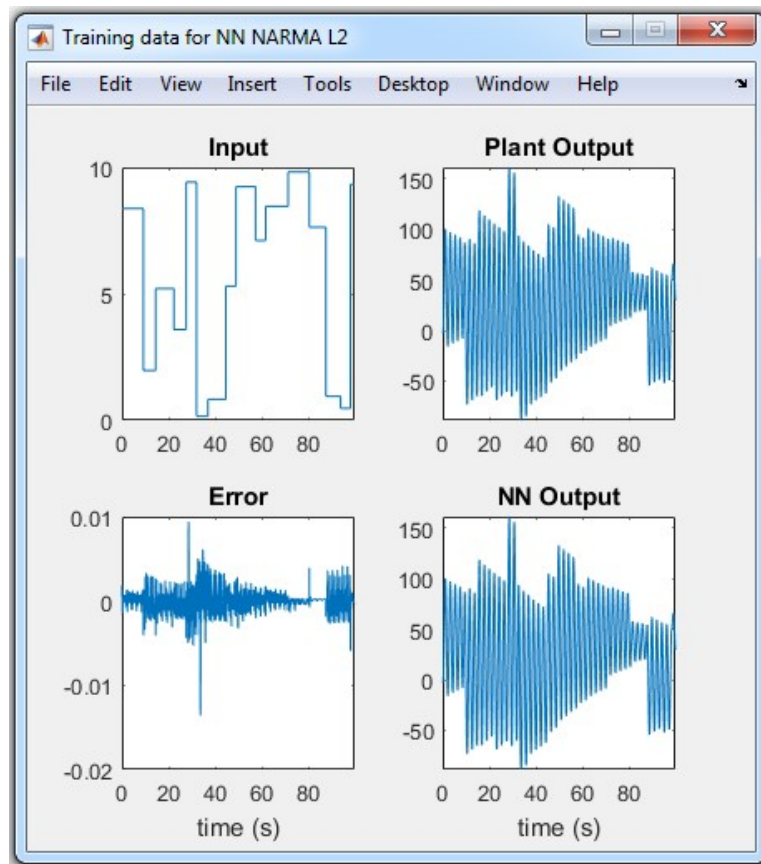 Training data for NN NARMA L2
File Edit View Insert Tools Desktop Window Help
Input
10
5
0
0 20 40 60 80
Plant Output
150
100
50
0
-50
0 20 40 60 80
Error
0.01
0
-0.01
-0.02
0 20 40 60 80
time (s)
NN Output
150
100
50
0
-50
0 20 40 60 80
time (s)